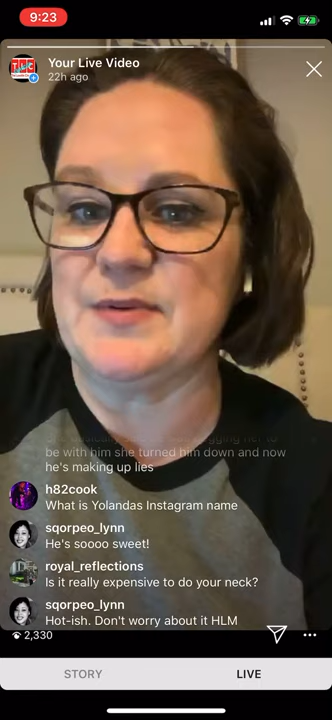 9:23
TLC
Your Live Video
22h ago
be with him she turned him down and now
he's making up lies
h82cook
What is Yolandas Instagram name
sqorpeo_lynn
He's soooo sweet!
royal_reflections
Is it really expensive to do your neck?
sqorpeo_lynn
Hot-ish. Don't worry about it HLM
2,330
STORY
LIVE